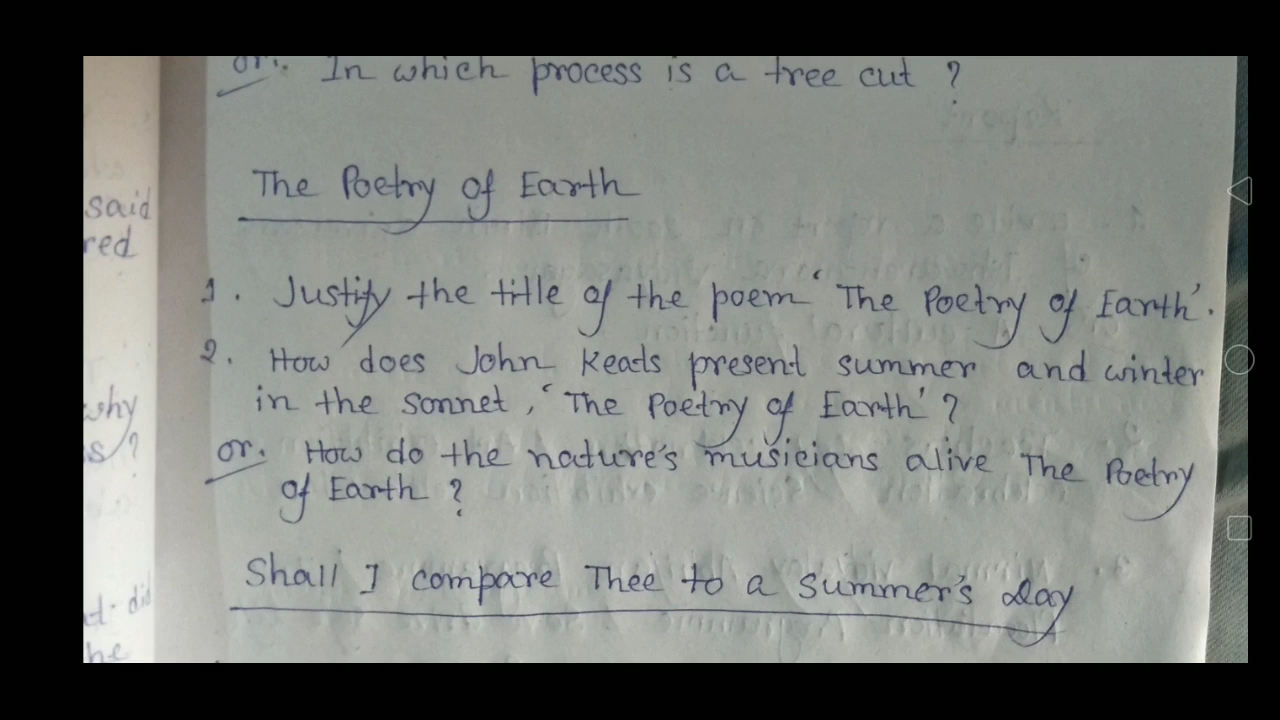 or. In which process is a tree cut ?
The Poetry of Earth
said
red
1. Justify the title of the poem 'The Poetry of Earth'.
2. How does John Keats present summer and winter
in the sonnet, 'The Poetry of Earth' ?
why
s ?
or. How do the nature's musicians alive The Poetry
of Earth ?
Shall I compare Thee to a Summer's day
did
he